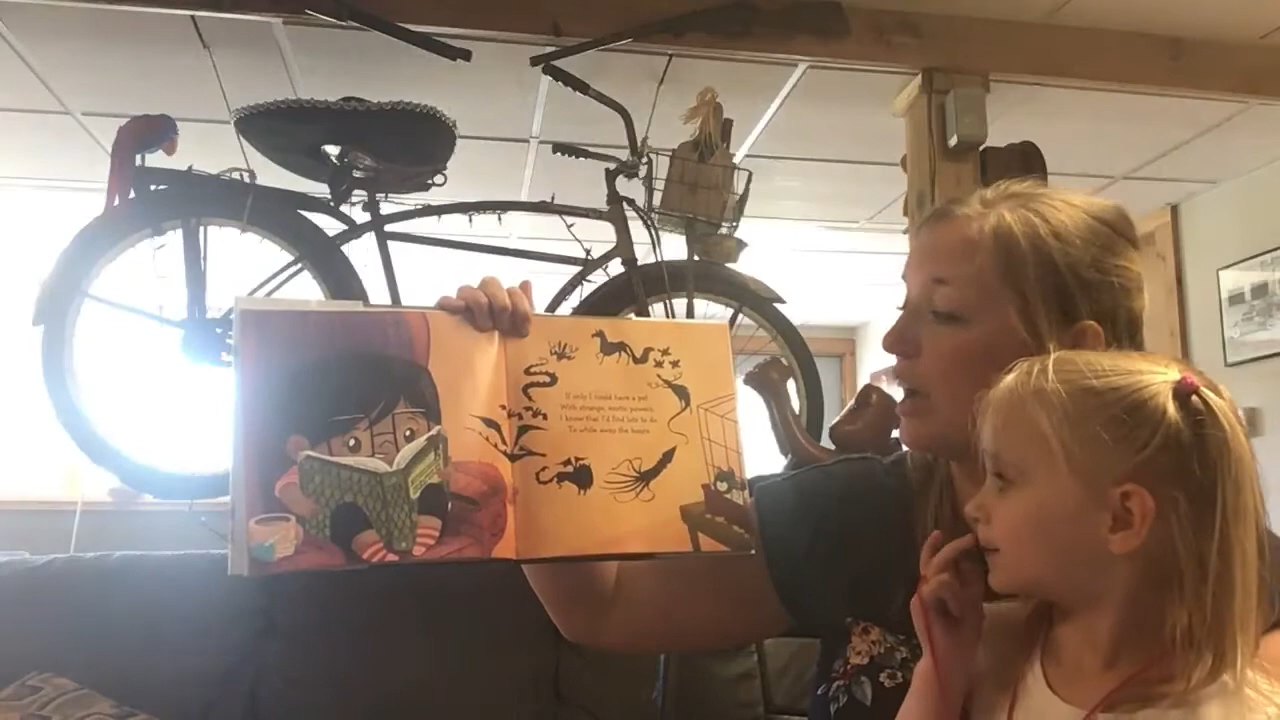 If only I could have a pet
With strange, exotic powers,
I know that I'd find lots to do
To while away the hours.